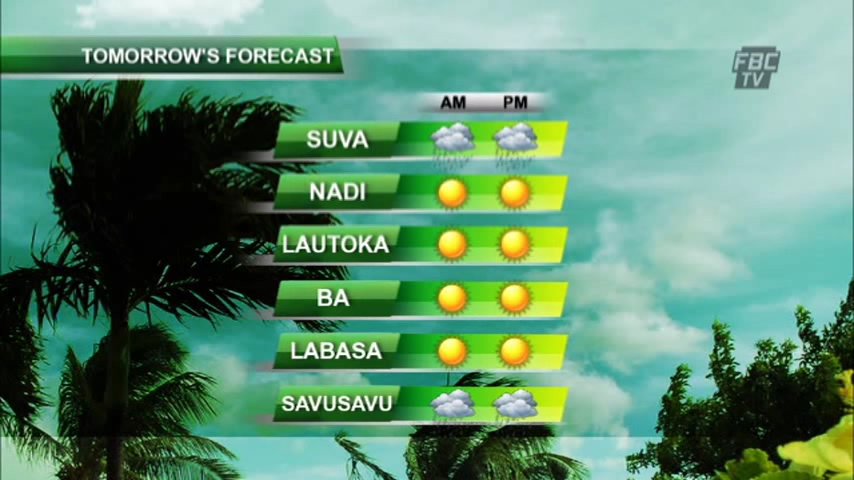 TOMORROW'S FORECAST
FBC
TV
AM PM
SUVA
NADI
LAUTOKA
BA
LABASA
SAVUSAVU